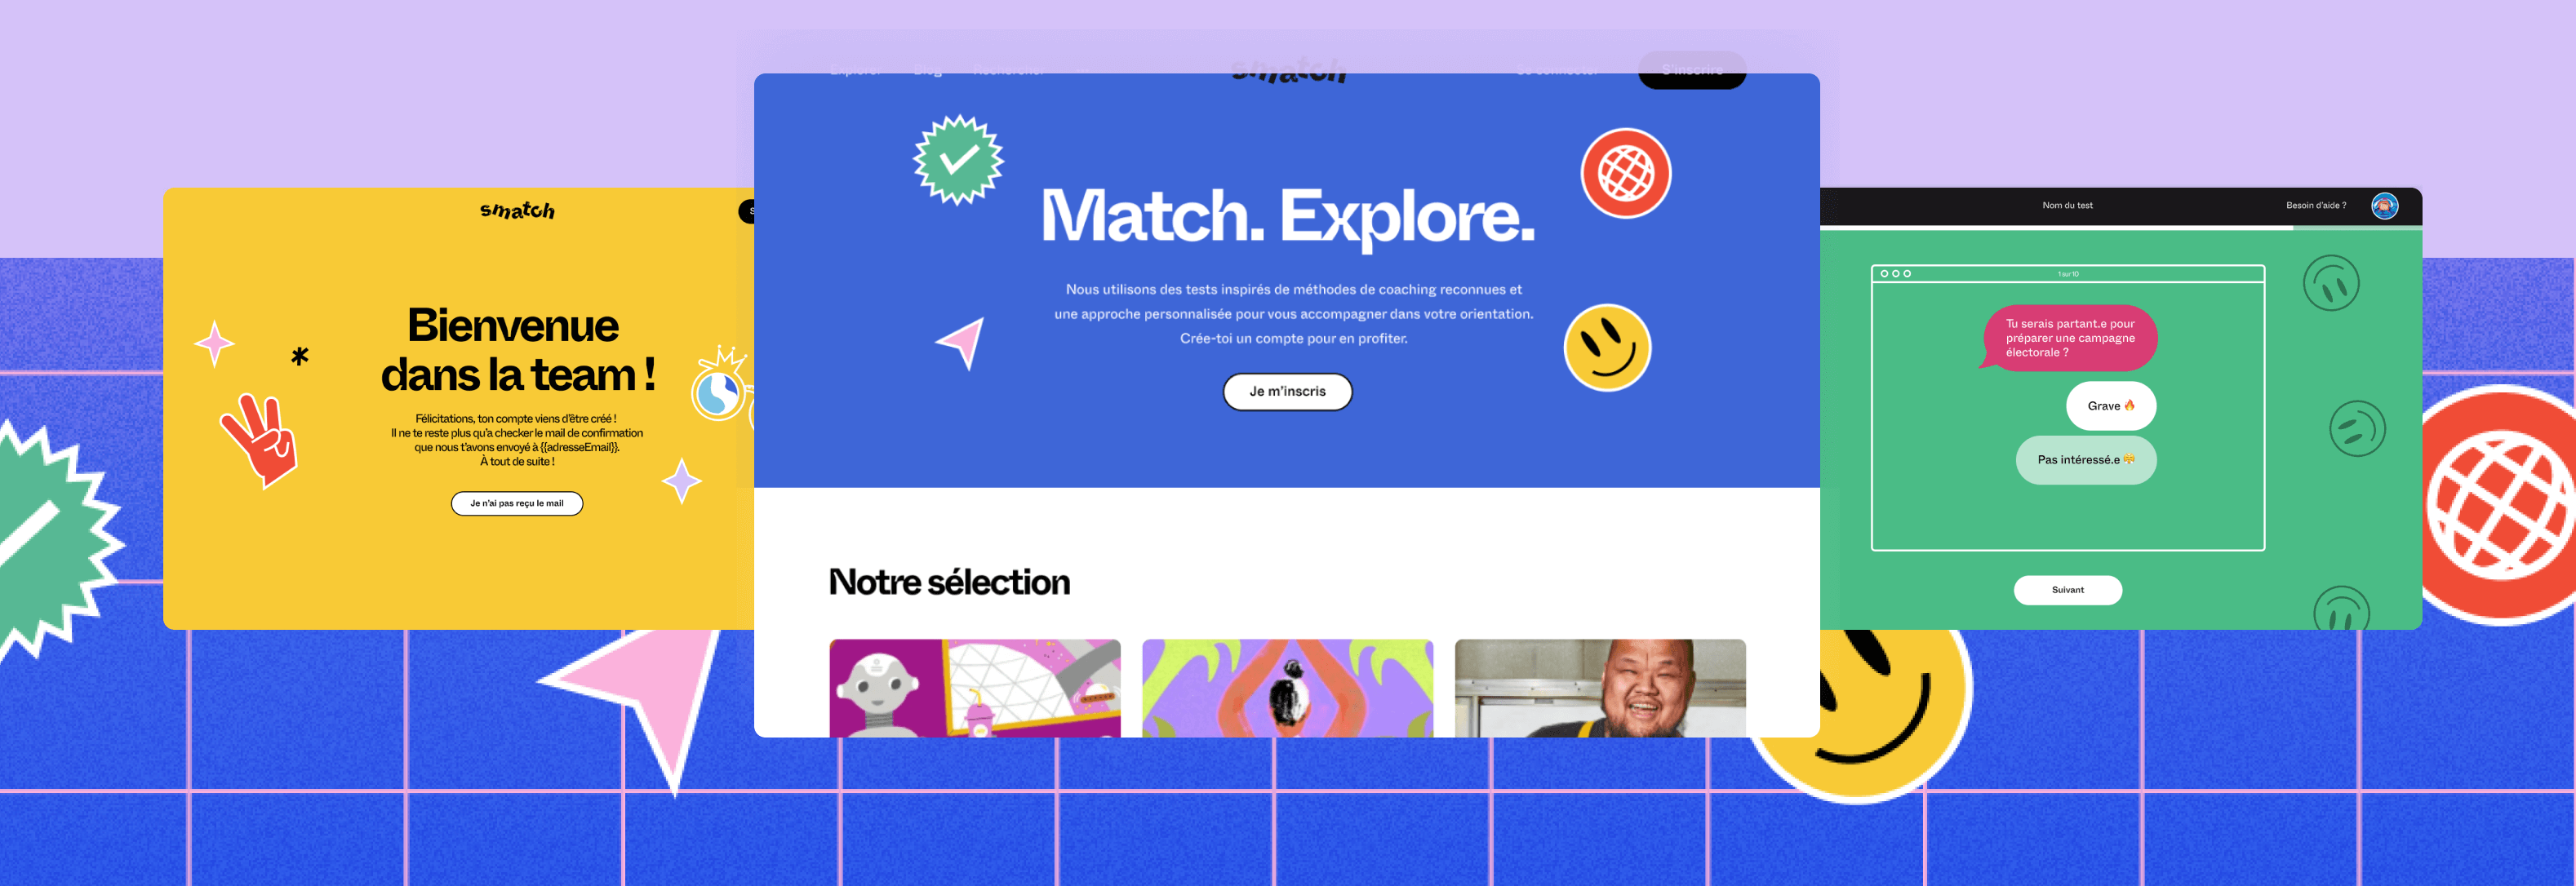 smatch
Bienvenue
dans la team !
Félicitations, ton compte viens d'être créé !
Il ne te reste plus qu'a checker le mail de confirmation
que nous t'avons envoyé à {{adresseEmail}}.
À tout de suite !
Je n'ai pas reçu le mail
Explorer
Blog
Rechercher
smatch
Se connecter
S'inscrire
Match. Explore.
Nous utilisons des tests inspirés de méthodes de coaching reconnues et
une approche personnalisée pour vous accompagner dans votre orientation.
Crée-toi un compte pour en profiter.
Je m'inscris
Notre sélection
Nom du test
Besoin d'aide ?
1 sur 10
Tu serais partant.e pour
préparer une campagne
électorale ?
Grave 🔥
Pas intéressé.e 😤
Suivant